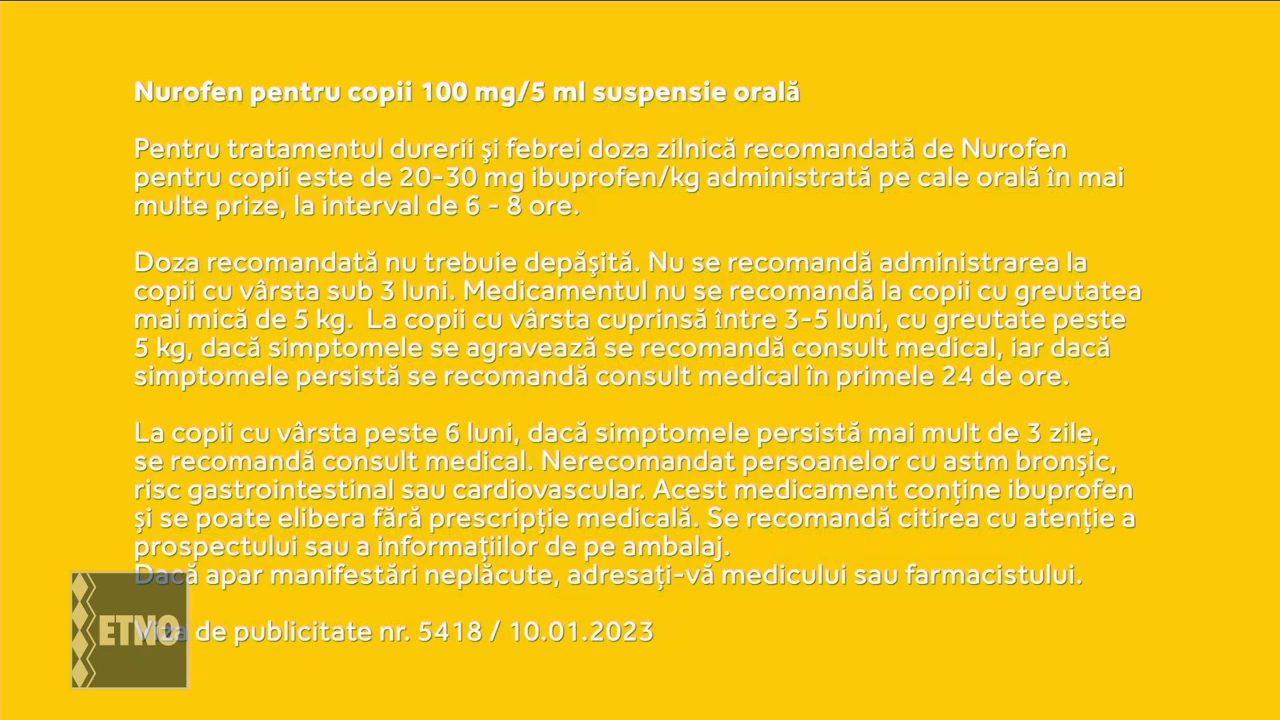 Nurofen pentru copii 100 mg/5 ml suspensie orală
Pentru tratamentul durerii şi febrei doza zilnică recomandată de Nurofen
pentru copii este de 20-30 mg ibuprofen/kg administrată pe cale orală în mai
multe prize, la interval de 6 - 8 ore.
Doza recomandată nu trebuie depăşită. Nu se recomandă administrarea la
copii cu vârsta sub 3 luni. Medicamentul nu se recomandă la copii cu greutatea
mai mică de 5 kg. La copii cu vârsta cuprinsă între 3-5 luni, cu greutate peste
5 kg, dacă simptomele se agravează se recomandă consult medical, iar dacă
simptomele persistă se recomandă consult medical în primele 24 de ore.
La copii cu vârsta peste 6 luni, dacă simptomele persistă mai mult de 3 zile,
se recomandă consult medical. Nerecomandat persoanelor cu astm bronșic,
risc gastrointestinal sau cardiovascular. Acest medicament conține ibuprofen
și se poate elibera fără prescripție medicală. Se recomandă citirea cu atenție a
prospectului sau a informațiilor de pe ambalaj.
Dacă apar manifestări neplăcute, adresați-vă medicului sau farmacistului.
Viza de publicitate nr. 5418 / 10.01.2023
ETNO